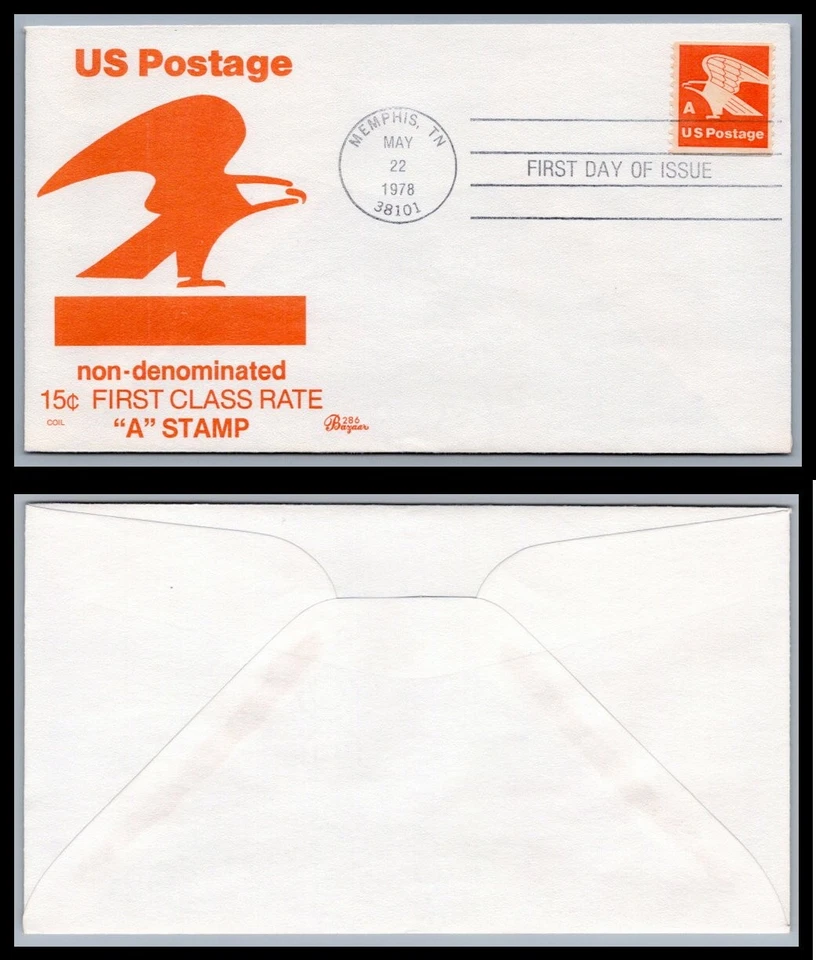 US Postage
MEMPHIS, TN
MAY
22
1978
38101
A
US Postage
FIRST DAY OF ISSUE
non-denominated
15¢ FIRST CLASS RATE
COIL
“A” STAMP
286
Bazaar